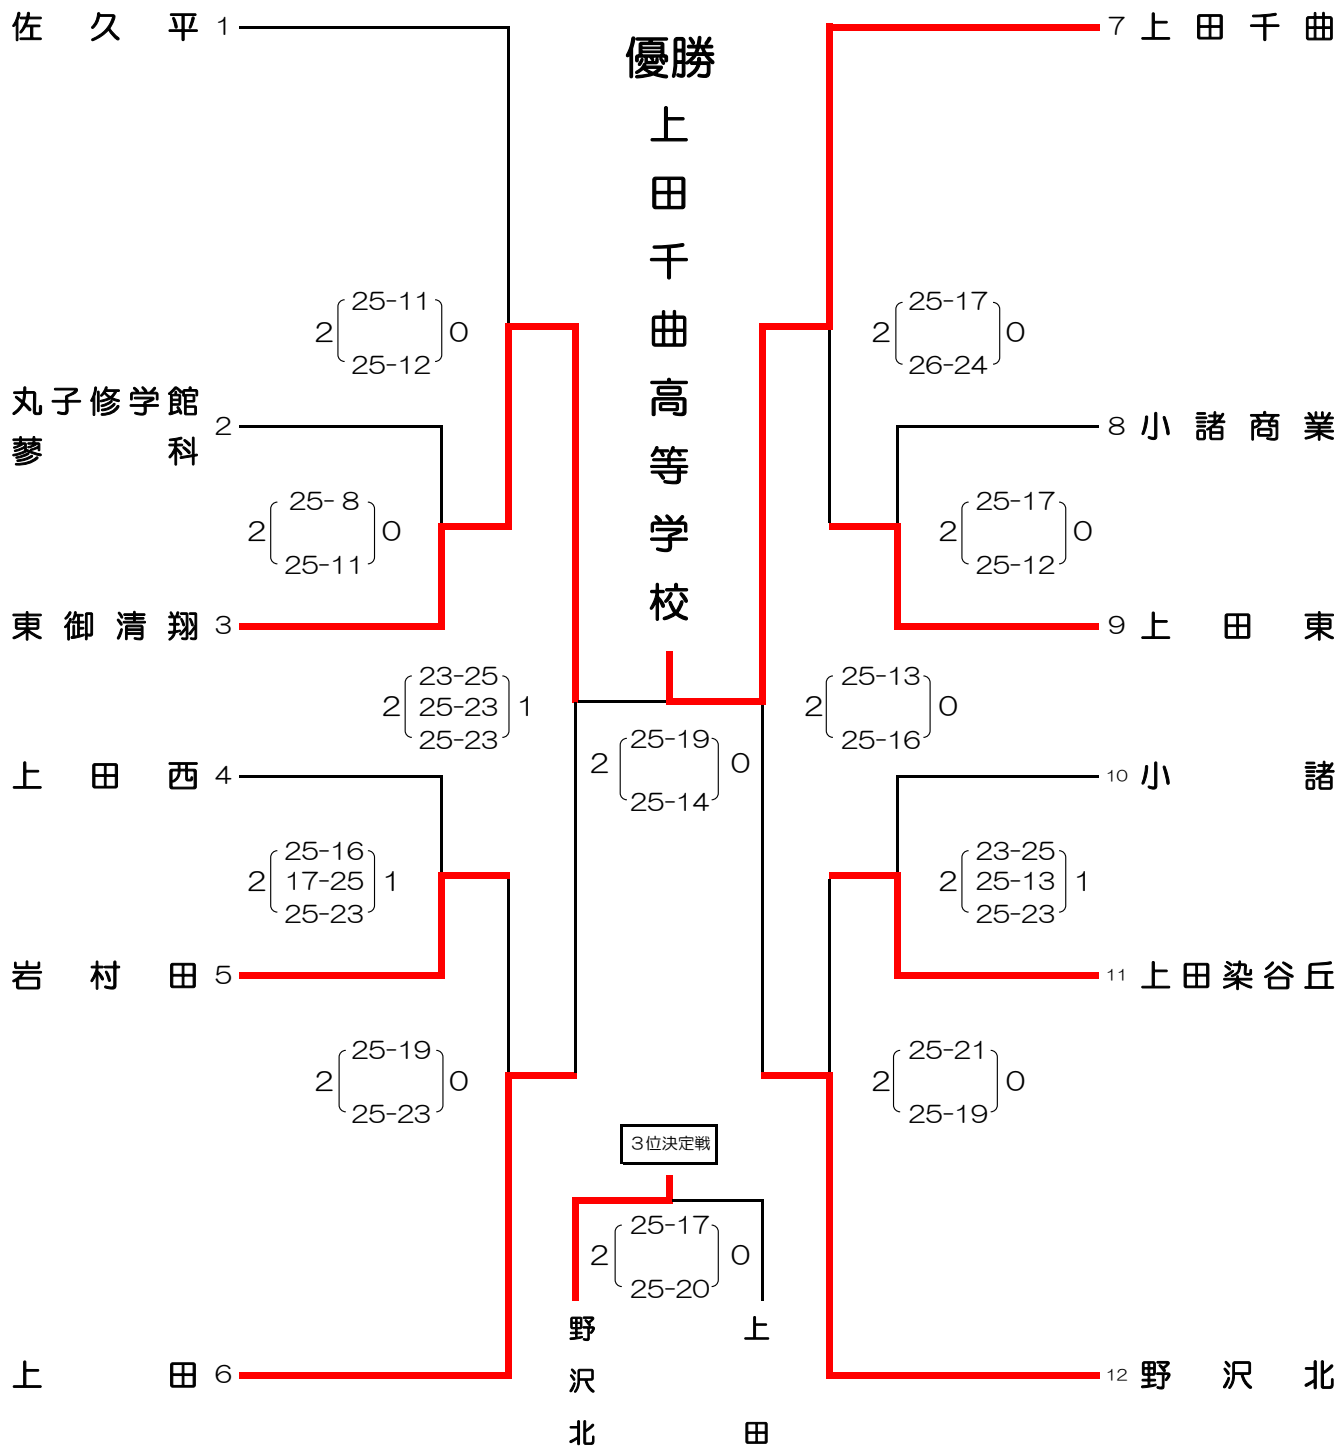 佐久平 1
丸子修学館
蓼科 2
東御清翔 3
上田西 4
岩村田 5
上田 6
2 25-11 0
25-12
2 25-8 0
25-11
23-25
2 25-23 1
25-23
25-16
2 17-25 1
25-23
2 25-19 0
25-23
優勝
上田千曲高等学校
2 25-19 0
25-14
3位決定戦
2 25-17 0
25-20
野沢北
上田
7 上田千曲
8 小諸商業
9 上田東
10 小諸
11 上田染谷丘
12 野沢北
2 25-17 0
26-24
2 25-17 0
25-12
2 25-13 0
25-16
23-25
2 25-13 1
25-23
2 25-21 0
25-19